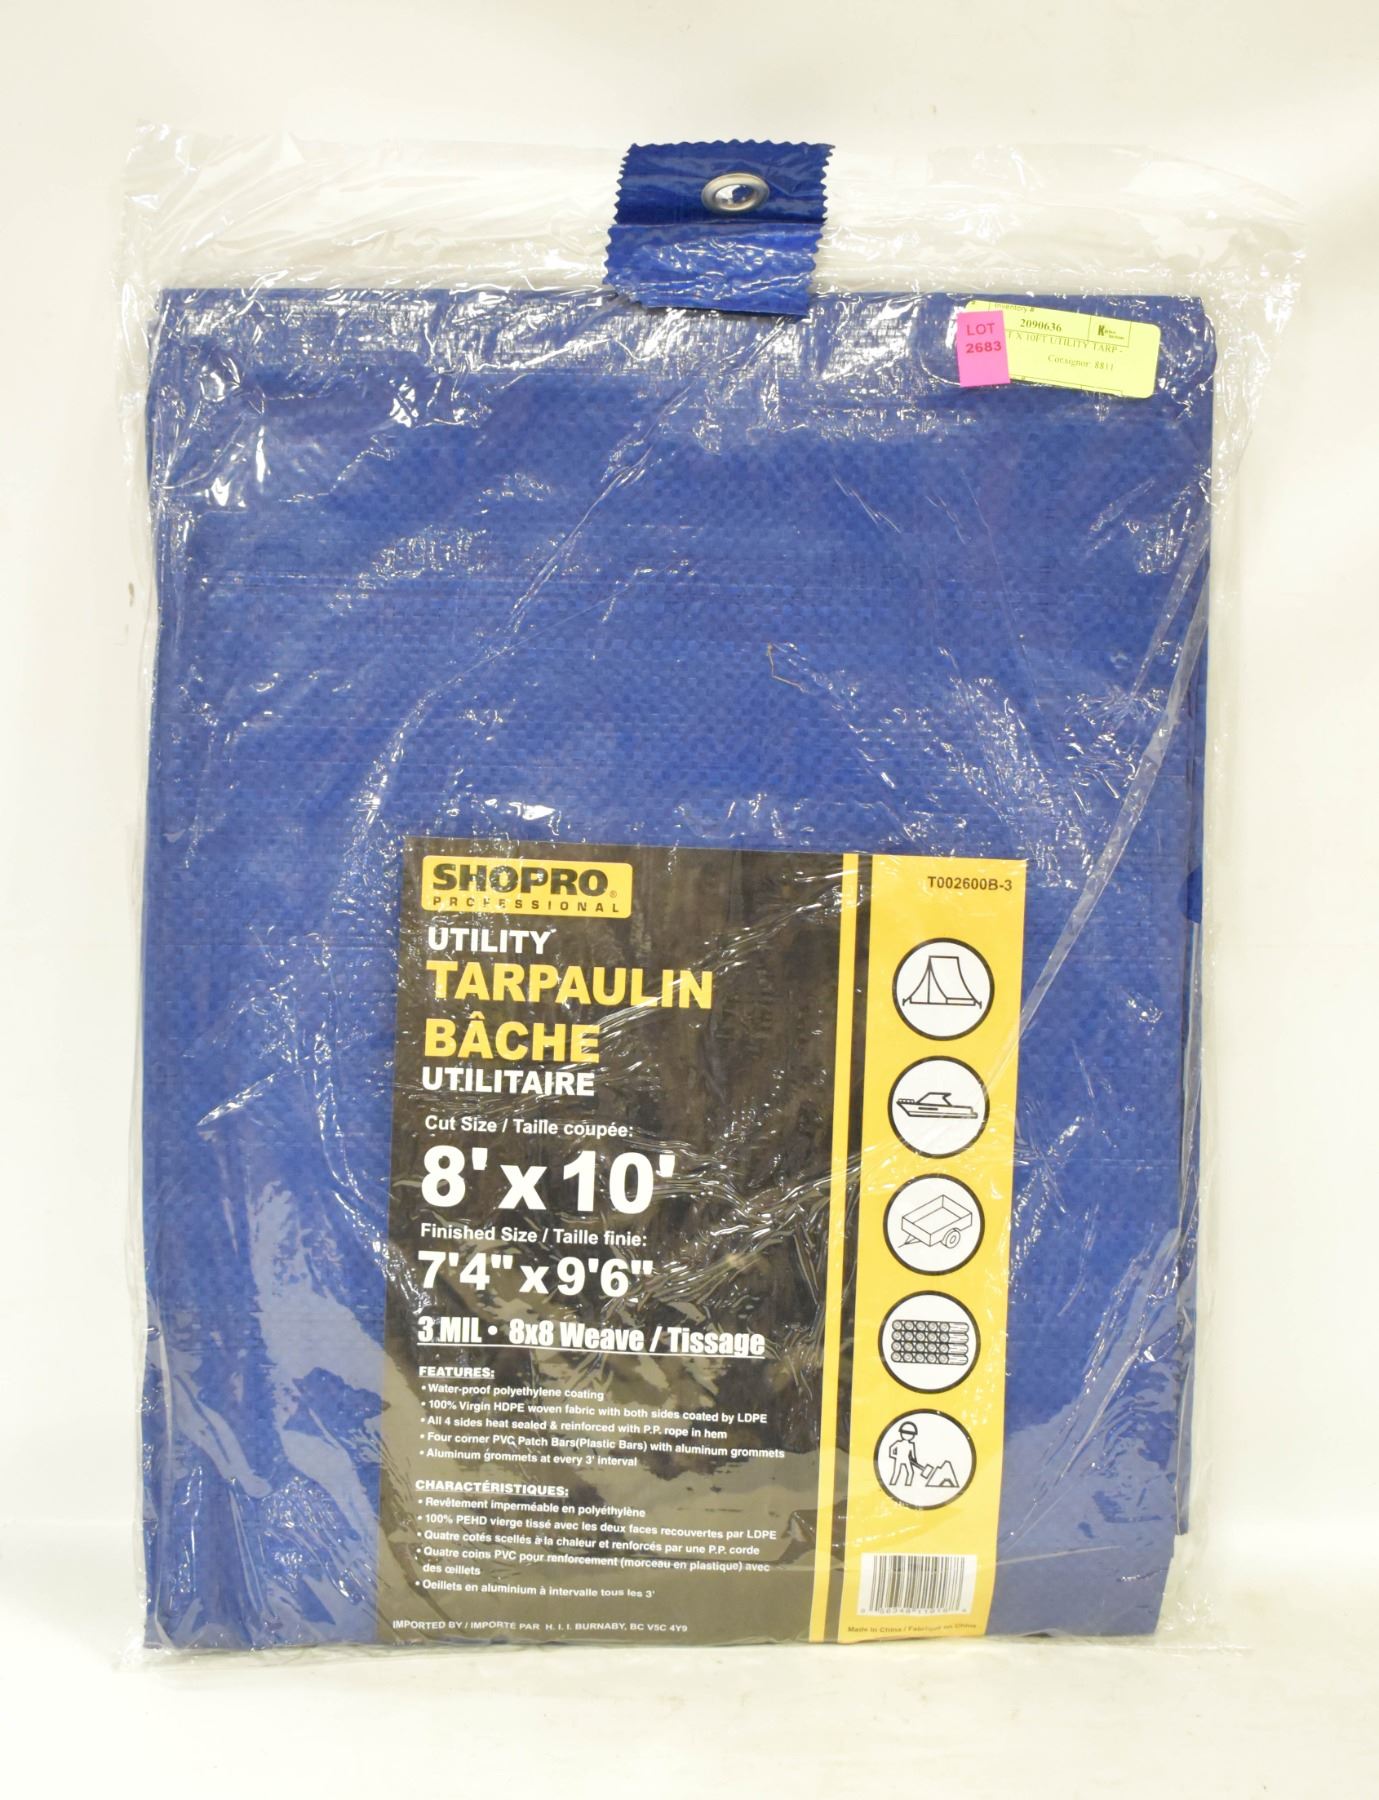 LOT
2683
Inventory #
2090636
T X 10FT UTILITY TARP -
Consignor: 8811
SHOPRO®
PROFESSIONAL
T002600B-3
UTILITY
TARPAULIN
BÂCHE
UTILITAIRE
Cut Size / Taille coupée:
8' x 10'
Finished Size / Taille finie:
7'4" x 9'6"
3 MIL • 8x8 Weave / Tissage
FEATURES:
• Water-proof polyethylene coating
• 100% Virgin HDPE woven fabric with both sides coated by LDPE
• All 4 sides heat sealed & reinforced with P.P. rope in hem
• Four corner PVC Patch Bars(Plastic Bars) with aluminum grommets
• Aluminum grommets at every 3' interval
CHARACTÉRISTIQUES:
• Revêtement imperméable en polyéthylène
• 100% PEHD vierge tissé avec les deux faces recouvertes par LDPE
• Quatre cotés scellés à la chaleur et renforcés par une P.P. corde
• Quatre coins PVC pour renforcement (morceau en plastique) avec
des œillets
• Oeillets en aluminium à intervalle tous les 3'
IMPORTED BY / IMPORTÉ PAR H. I. I. BURNABY, BC V5C 4Y9
Made in China / Fabriqué en Chine